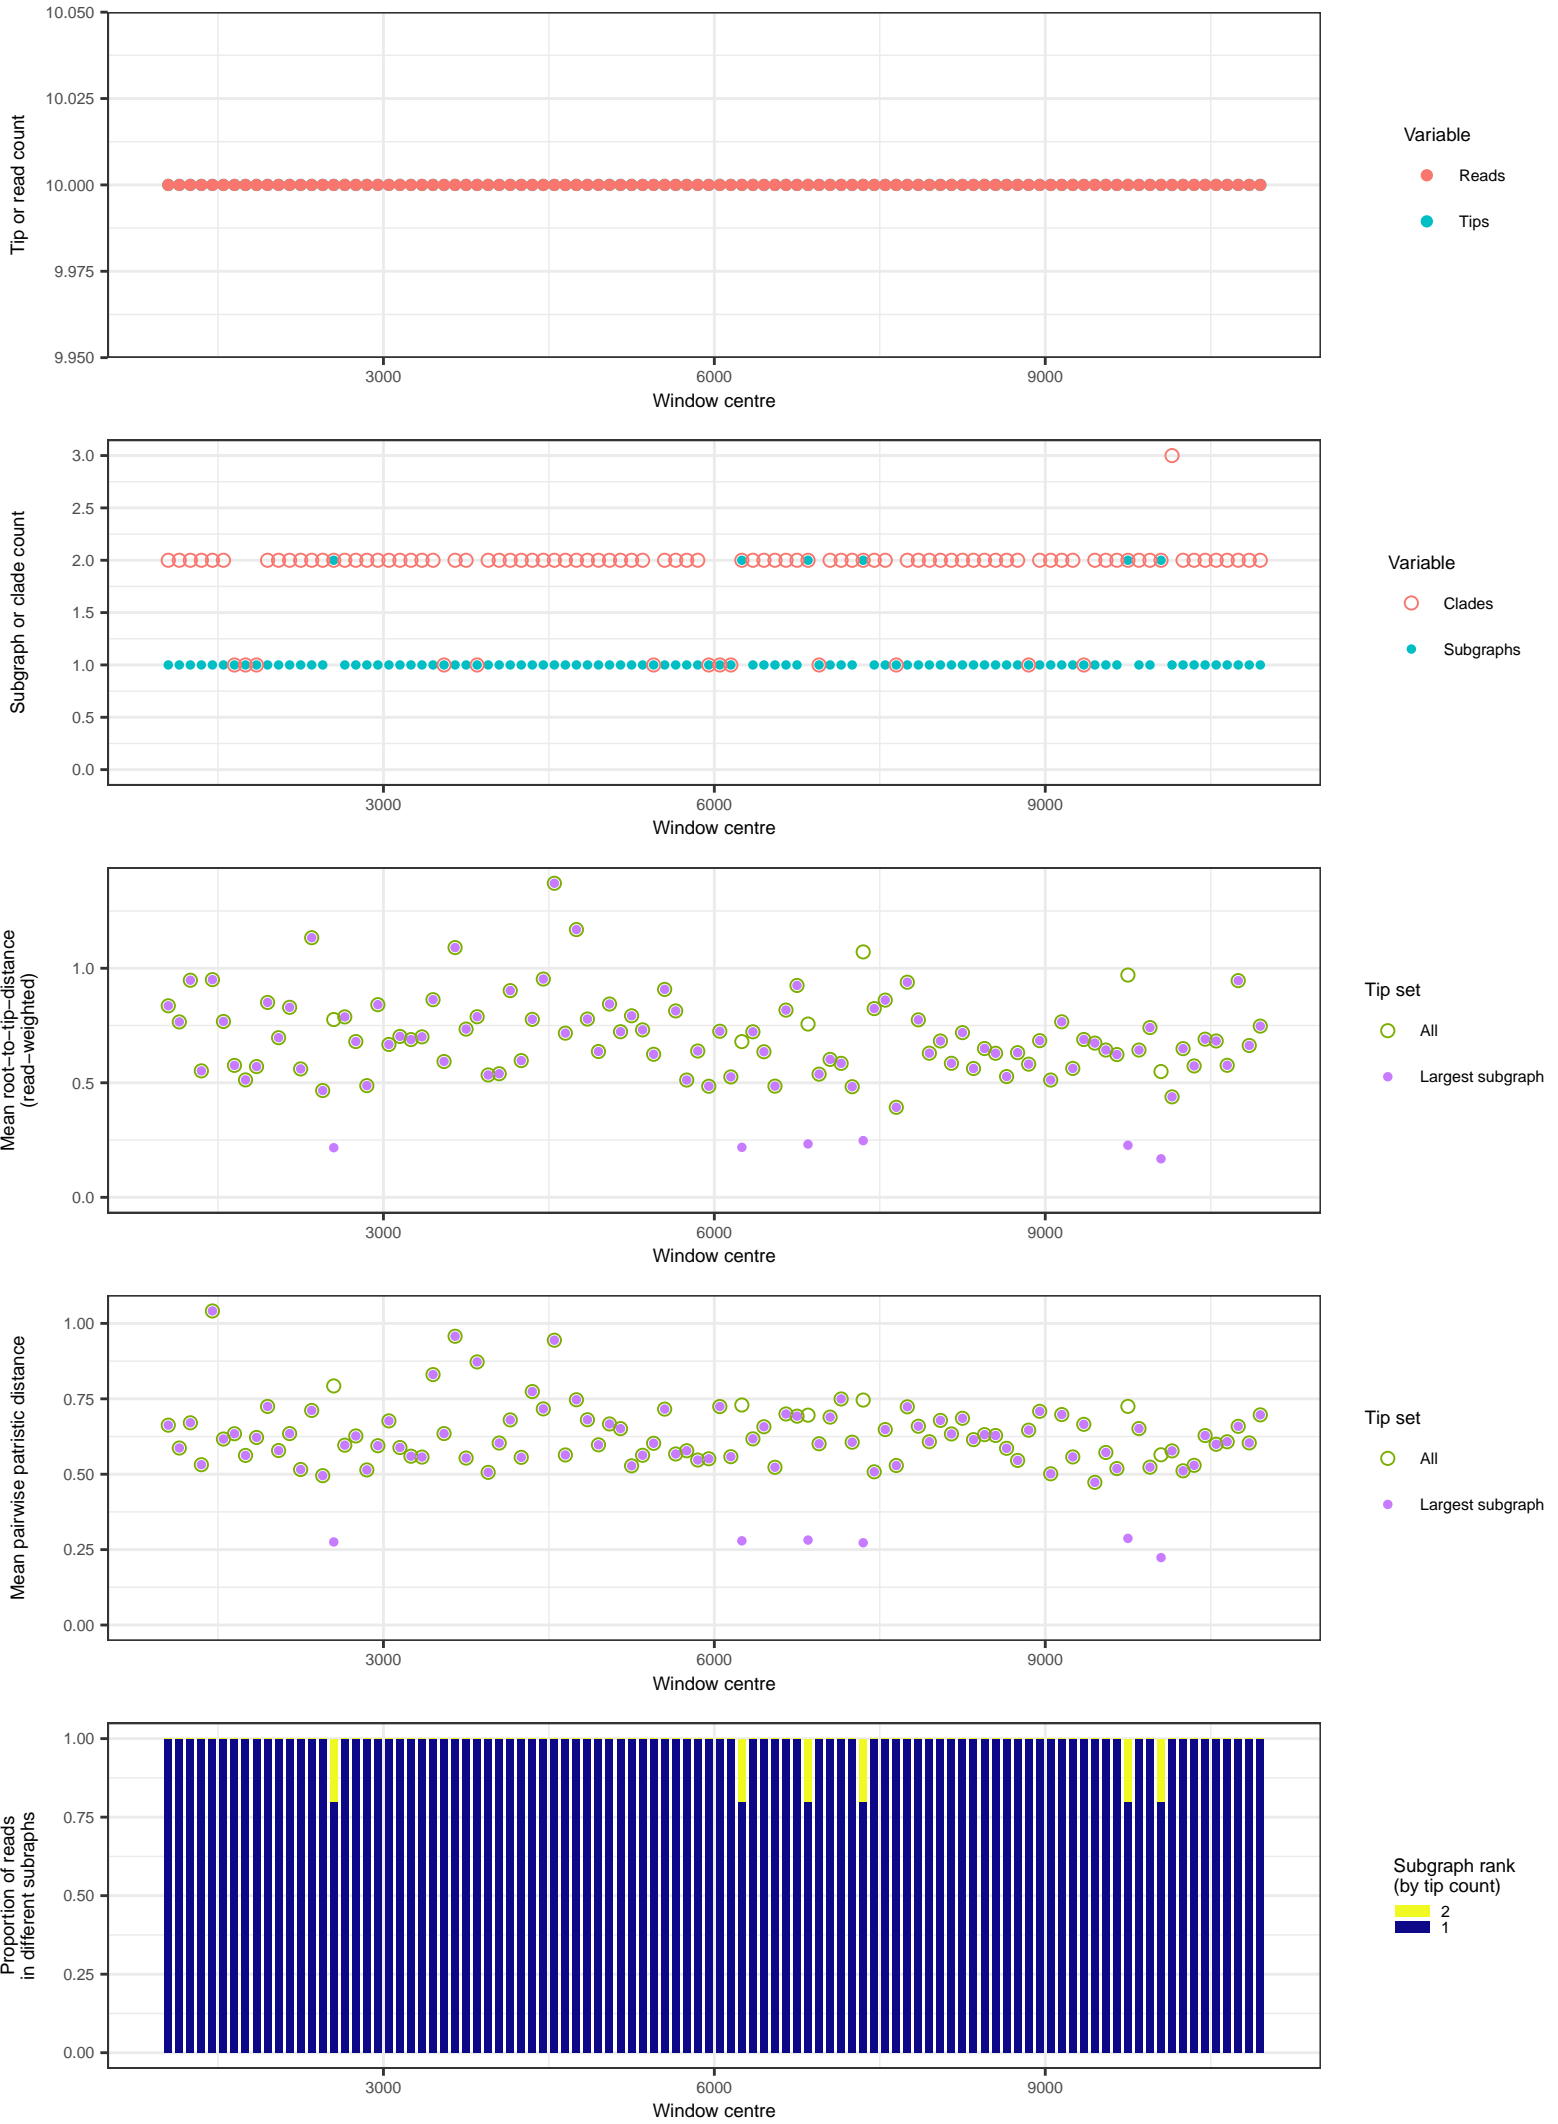 10.050
10.025
10.000
9.975
9.950
Tip or read count
3000
6000
9000
Window centre
Variable
Reads
Tips
3.0
2.5
2.0
1.5
1.0
0.5
0.0
Subgraph or clade count
3000
6000
9000
Window centre
Variable
Clades
Subgraphs
1.0
0.5
0.0
Mean root−to−tip−distance
(read−weighted)
3000
6000
9000
Window centre
Tip set
All
Largest subgraph
1.00
0.75
0.50
0.25
0.00
Mean pairwise patristic distance
3000
6000
9000
Window centre
Tip set
All
Largest subgraph
1.00
0.75
0.50
0.25
0.00
Proportion of reads
in different subraphs
3000
6000
9000
Window centre
Subgraph rank
(by tip count)
2
1